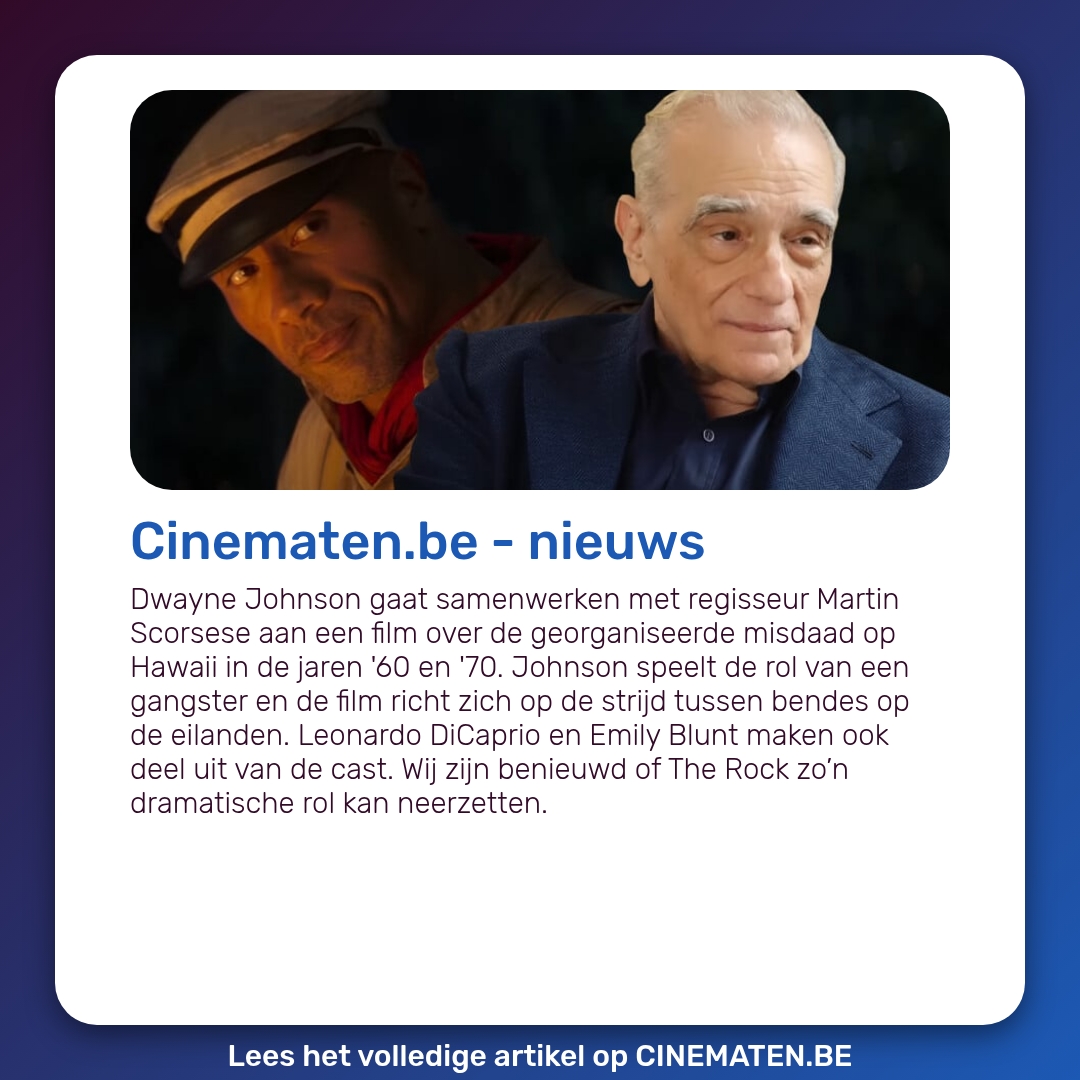 Cinematen.be - nieuws
Dwayne Johnson gaat samenwerken met regisseur Martin
Scorsese aan een film over de georganiseerde misdaad op
Hawaii in de jaren '60 en '70. Johnson speelt de rol van een
gangster en de film richt zich op de strijd tussen bendes op
de eilanden. Leonardo DiCaprio en Emily Blunt maken ook
deel uit van de cast. Wij zijn benieuwd of The Rock zo’n
dramatische rol kan neerzetten.
Lees het volledige artikel op CINEMATEN.BE